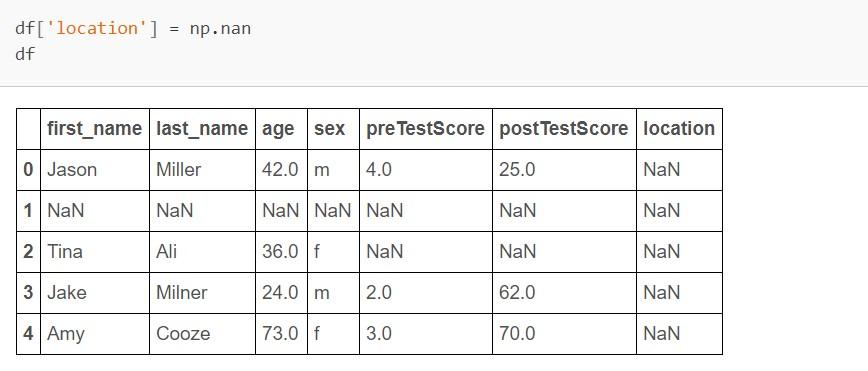 df['location'] = np.nan
df
first_name last_name age sex preTestScore postTestScore location
0 Jason Miller 42.0 m 4.0 25.0 NaN
1 NaN NaN NaN NaN NaN NaN NaN
2 Tina Ali 36.0 f NaN NaN NaN
3 Jake Milner 24.0 m 2.0 62.0 NaN
4 Amy Cooze 73.0 f 3.0 70.0 NaN